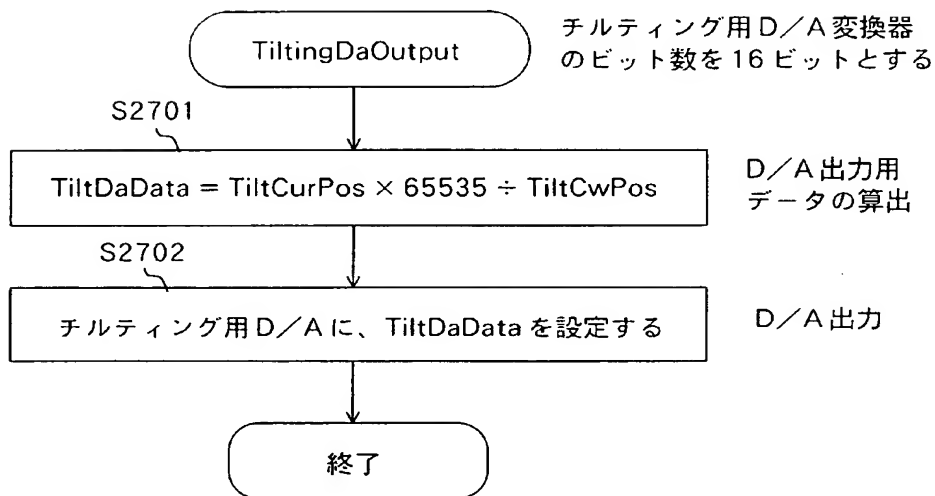 TiltingDaOutput
チルティング用D／A変換器
のビット数を16ビットとする
S2701
TiltDaData = TiltCurPos × 65535 ÷ TiltCwPos
D／A出力用
データの算出
S2702
チルティング用D／Aに、TiltDaDataを設定する
D／A出力
終了